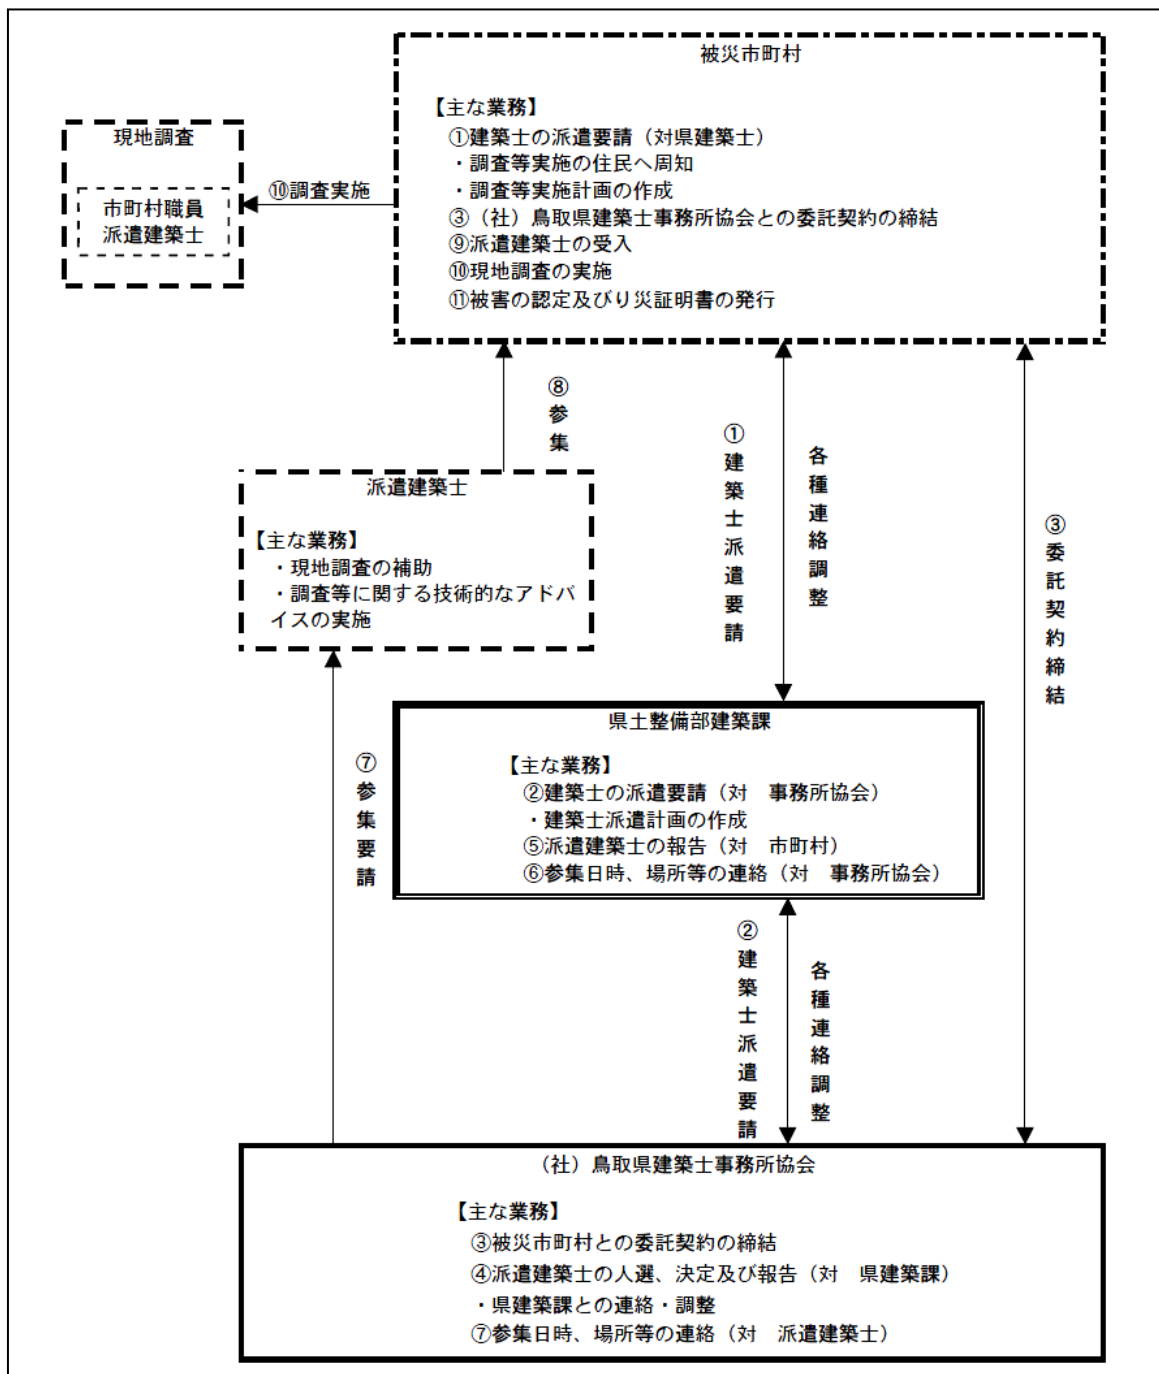 被災市町村
【主な業務】
①建築士の派遣要請（対県建築士）
・調査等実施の住民へ周知
・調査等実施計画の作成
③（社）鳥取県建築士事務所協会との委託契約の締結
⑨派遣建築士の受入
⑩現地調査の実施
⑪被害の認定及びり災証明書の発行
現地調査
市町村職員
派遣建築士
⑩調査実施
⑧参集
①建築士派遣要請
各種連絡調整
③委託契約締結
派遣建築士
【主な業務】
・現地調査の補助
・調査等に関する技術的なアドバ
イスの実施
⑦参集要請
県土整備部建築課
【主な業務】
②建築士の派遣要請（対　事務所協会）
・建築士派遣計画の作成
⑤派遣建築士の報告（対　市町村）
⑥参集日時、場所等の連絡（対　事務所協会）
②建築士派遣要請
各種連絡調整
（社）鳥取県建築士事務所協会
【主な業務】
③被災市町村との委託契約の締結
④派遣建築士の人選、決定及び報告（対　県建築課）
・県建築課との連絡・調整
⑦参集日時、場所等の連絡（対　派遣建築士）